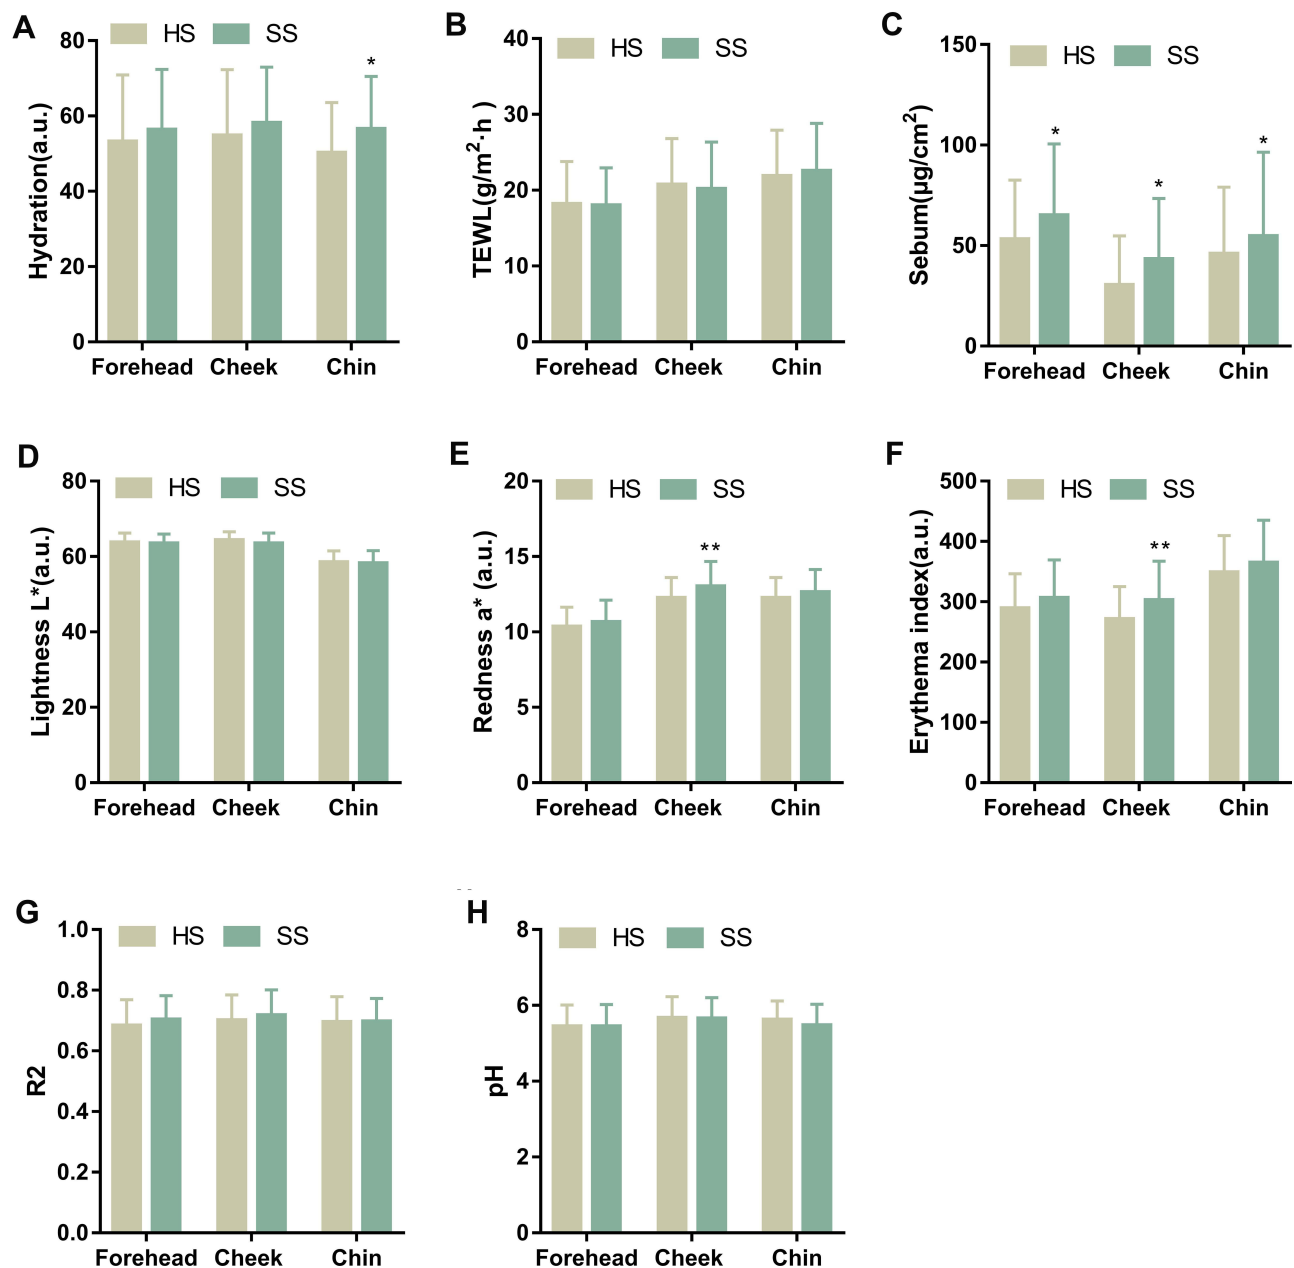 A
HS SS
Hydration(a.u.)
80
60
40
20
0
*
Forehead Cheek Chin
B
HS SS
TEWL(g/m²·h )
40
30
20
10
0
Forehead Cheek Chin
C
HS SS
Sebum(μg/cm²)
150
100
50
0
* * *
Forehead Cheek Chin
D
HS SS
Lightness L*(a.u.)
80
60
40
20
0
Forehead Cheek Chin
E
HS SS
Redness a* (a.u.)
20
15
10
5
0
**
Forehead Cheek Chin
F
HS SS
Erythema index(a.u.)
500
400
300
200
100
0
**
Forehead Cheek Chin
G
HS SS
R2
1.0
0.8
0.6
0.4
0.2
0.0
Forehead Cheek Chin
H
HS SS
pH
8
6
4
2
0
Forehead Cheek Chin